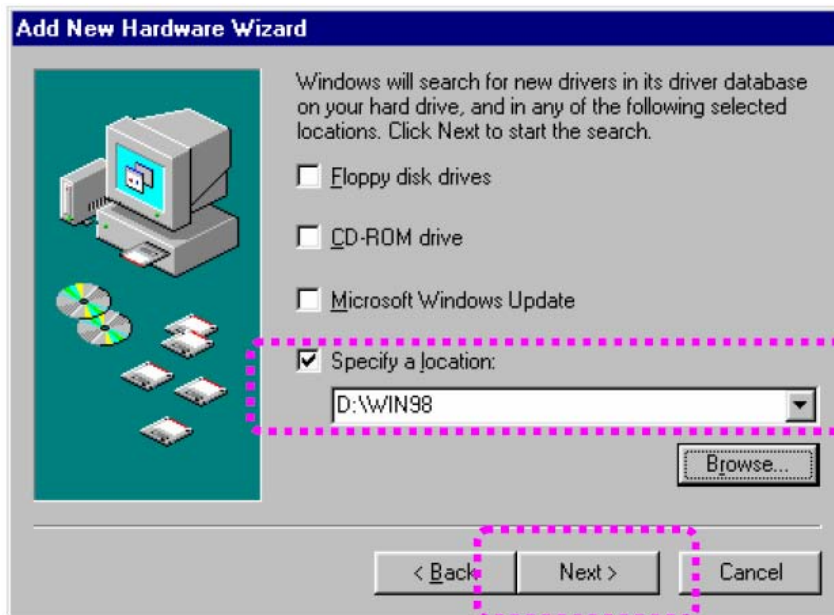 Add New Hardware Wizard
Windows will search for new drivers in its driver database
on your hard drive, and in any of the following selected
locations. Click Next to start the search.
Floppy disk drives
CD-ROM drive
Microsoft Windows Update
Specify a location:
D:\WIN98
Browse...
< Back
Next >
Cancel